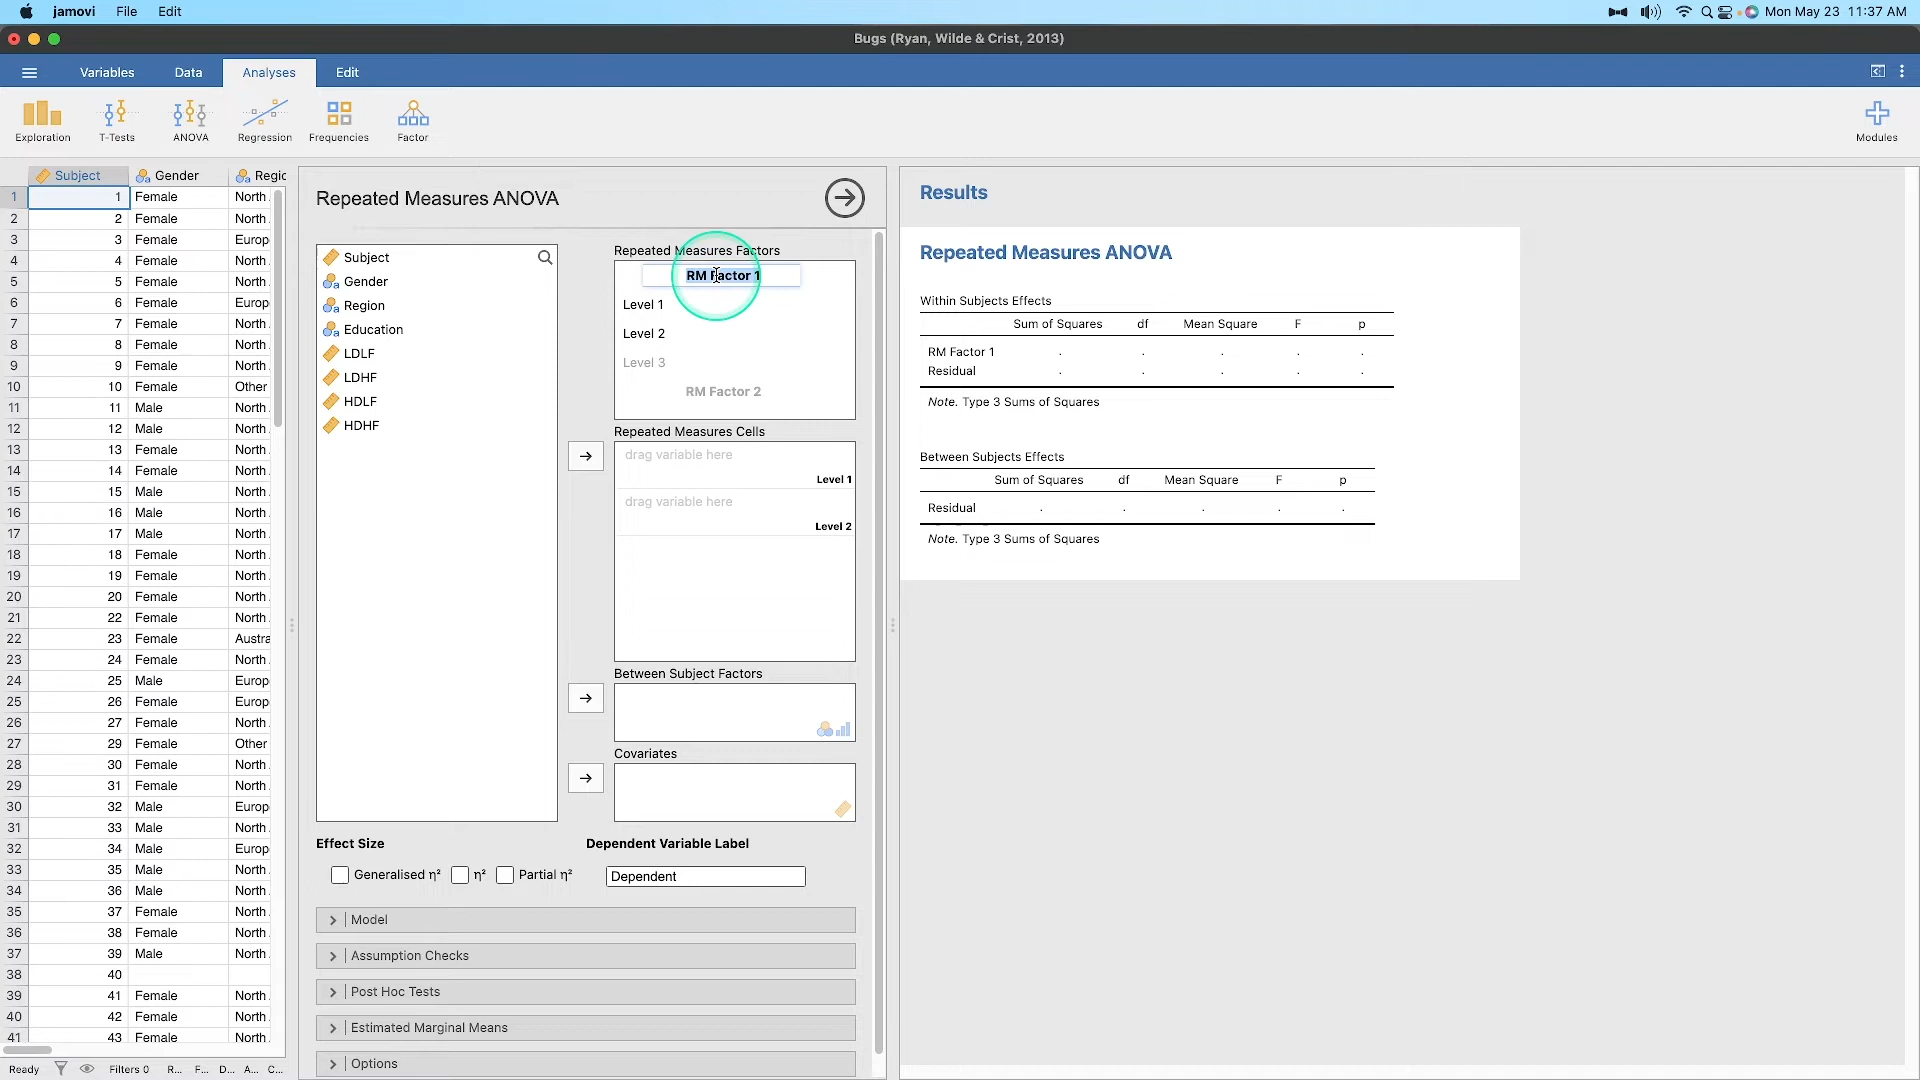 jamovi File Edit Mon May 23 11:37 AM
Bugs (Ryan, Wilde & Crist, 2013)
Variables Data Analyses Edit
Exploration T-Tests ANOVA Regression Frequencies Factor Modules
Subject Gender Regic
1 1 Female North
2 2 Female North
3 3 Female Europ
4 4 Female North
5 5 Female North
6 6 Female Europ
7 7 Female North
8 8 Female North
9 9 Female North
10 10 Female Other
11 11 Male North
12 12 Male North
13 13 Female North
14 14 Female North
15 15 Male North
16 16 Male North
17 17 Male North
18 18 Female North
19 19 Female North
20 20 Female North
21 22 Female North
22 23 Female Austra
23 24 Female North
24 25 Male Europ
25 26 Female Europ
26 27 Female North
27 29 Female Other
28 30 Female North
29 31 Female North
30 32 Male Europ
31 33 Male North
32 34 Male Europ
33 35 Male North
34 36 Male North
35 37 Female North
36 38 Female North
37 39 Male North
38 40
39 41 Female North
40 42 Female North
41 43 Female North
Ready Filters 0 R... F... D... A... C...
Repeated Measures ANOVA
Subject
Gender
Region
Education
LDLF
LDHF
HDLF
HDHF
Repeated Measures Factors
RM Factor 1
Level 1
Level 2
Level 3
RM Factor 2
Repeated Measures Cells
drag variable here
Level 1
drag variable here
Level 2
Between Subject Factors
Covariates
Effect Size Dependent Variable Label
Generalised η² η² Partial η² Dependent
Model
Assumption Checks
Post Hoc Tests
Estimated Marginal Means
Options
Results
Repeated Measures ANOVA
Within Subjects Effects
Sum of Squares df Mean Square F p
RM Factor 1 . . . . .
Residual . . . . .
Note. Type 3 Sums of Squares
Between Subjects Effects
Sum of Squares df Mean Square F p
Residual . . . . .
Note. Type 3 Sums of Squares